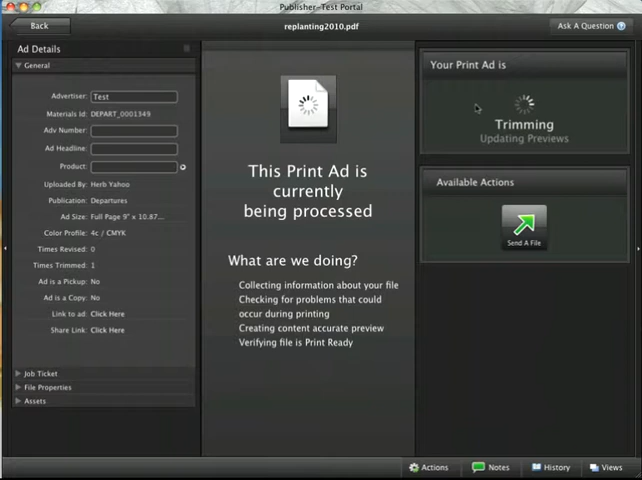 Publisher-Test Portal
Back
replanting2010.pdf
Ask A Question ?
Ad Details
General
Advertiser: Test
Materials Id: DEPART_0001349
Adv Number:
Ad Headline:
Product:
Uploaded By: Herb Yahoo
Publication: Departures
Ad Size: Full Page 9" x 10.87...
Color Profile: 4c / CMYK
Times Revised: 0
Times Trimmed: 1
Ad is a Pickup: No
Ad is a Copy: No
Link to ad: Click Here
Share Link: Click Here
Job Ticket
File Properties
Assets
This Print Ad is
currently
being processed
What are we doing?
Collecting information about your file
Checking for problems that could
occur during printing
Creating content accurate preview
Verifying file is Print Ready
Your Print Ad is
Trimming
Updating Previews
Available Actions
Send A File
Actions
Notes
History
Views